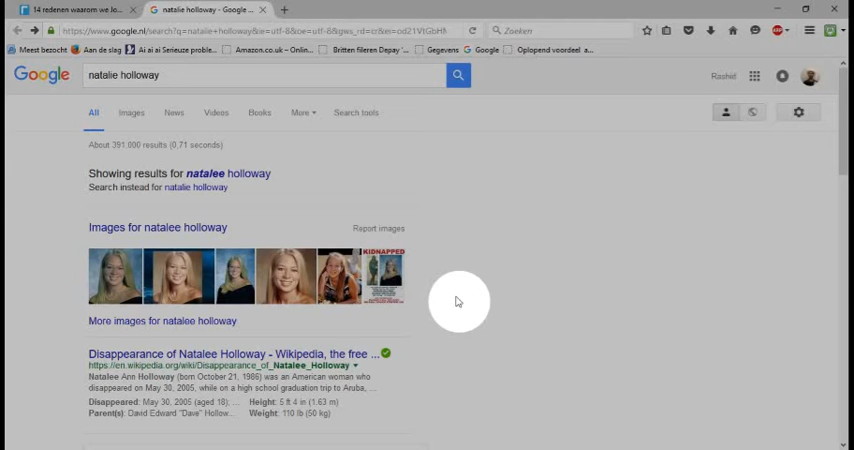 14 redenen waarom we Jo...
natalie holloway - Google ...
https://www.google.nl/search?q=natalie+holloway&ie=utf-8&oe=utf-8&gws_rd=cr&ei=
Zoeken
ABP
Meest bezocht
Aan de slag
Ai ai ai Serieuze proble...
Amazon.co.uk – Onlin...
Britten fileren Depay '...
Gegevens
Google
Oplopend voordeel a...
Google
natalie holloway
Rashid
All
Images
News
Videos
Books
More
Search tools
About 391.000 results (0,71 seconds)
Showing results for natalee holloway
Search instead for natalie holloway
Images for natalee holloway
Report images
KIDNAPPED
More images for natalee holloway
Disappearance of Natalee Holloway - Wikipedia, the free ...
https://en.wikipedia.org/wiki/Disappearance_of_Natalee_Holloway
Natalee Ann Holloway (born October 21, 1986) was an American woman who
disappeared on May 30, 2005, while on a high school graduation trip to Aruba, ...
Disappeared: May 30, 2005 (aged 18); ... Height: 5 ft 4 in (1.63 m)
Parent(s): David Edward "Dave" Hollow... Weight: 110 lb (50 kg)